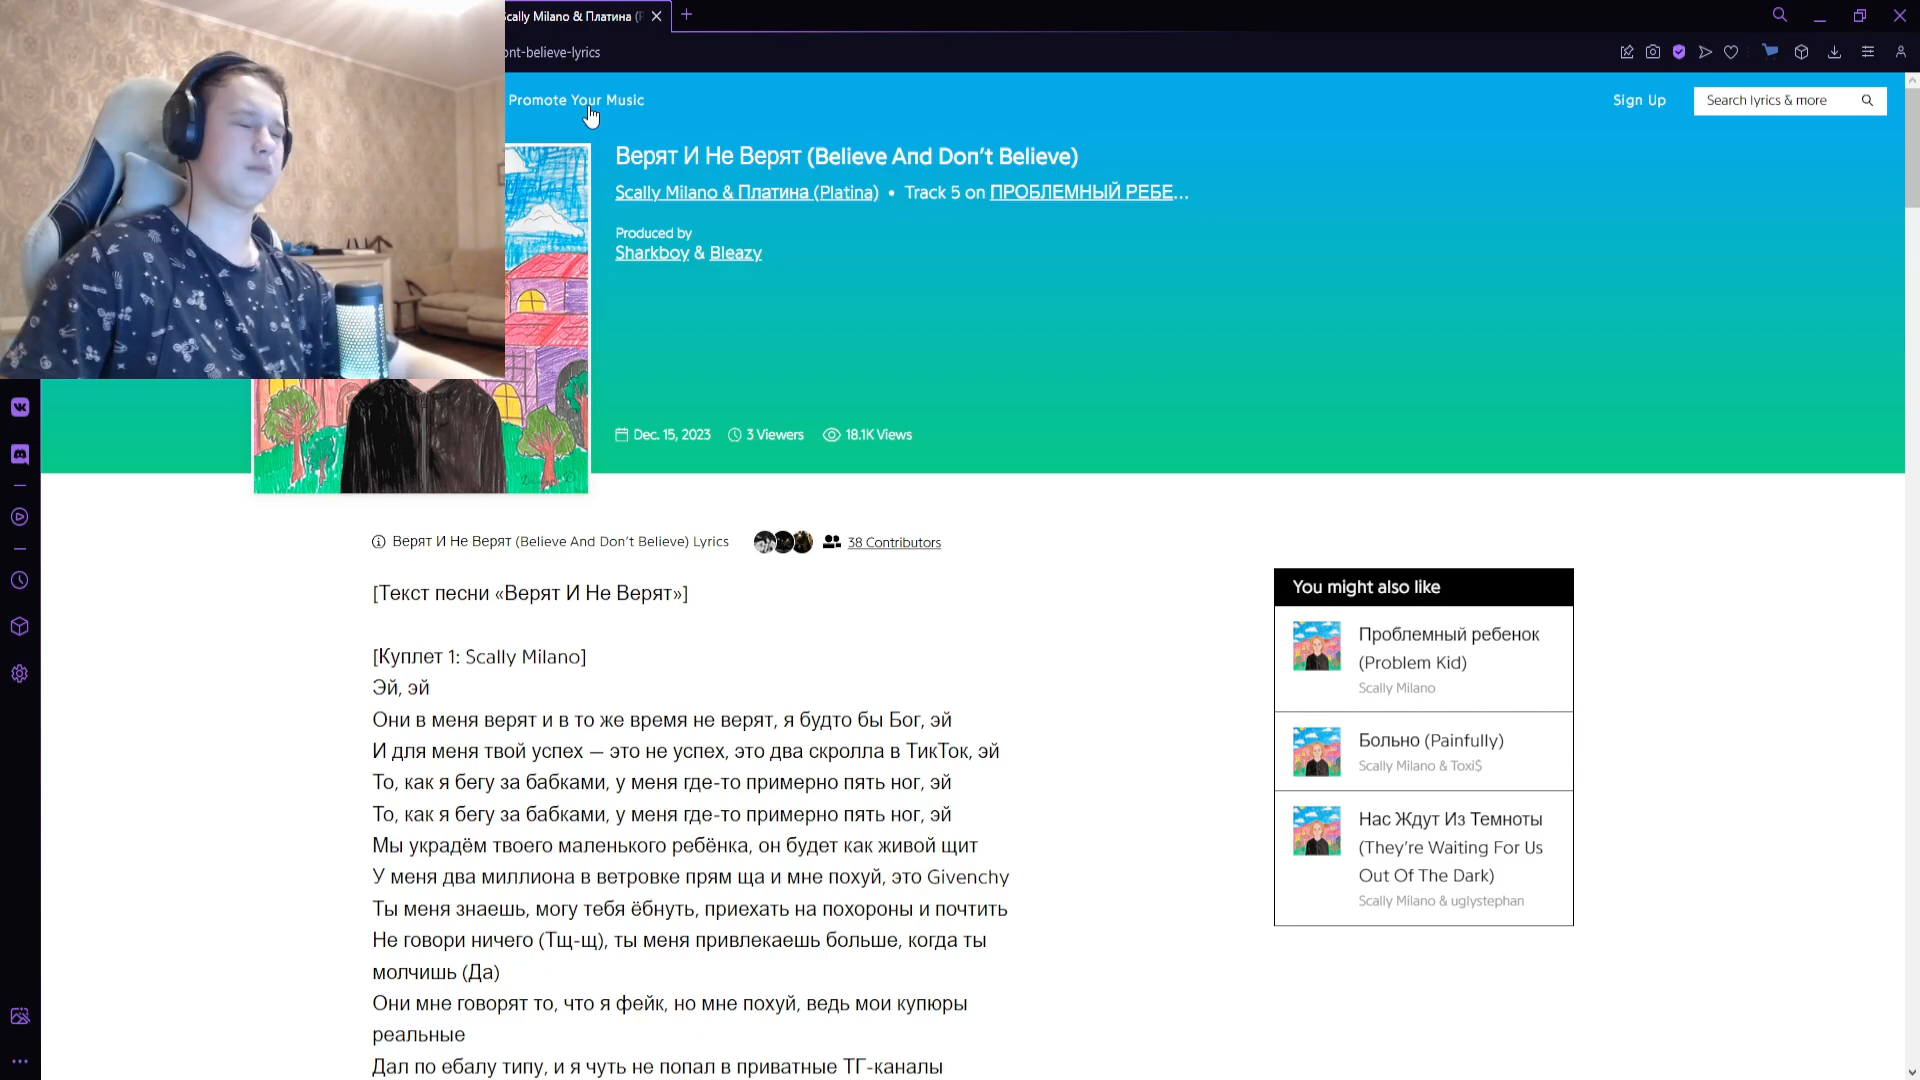 Scally Milano & Платина (
ont-believe-lyrics
Promote Your Music
Sign Up
Search lyrics & more
Верят И Не Верят (Believe And Don't Believe)
Scally Milano & Платина (Platina) • Track 5 on ПРОБЛЕМНЫЙ РЕБЕ...
Produced by
Sharkboy & Bleazy
Dec. 15, 2023 3 Viewers 18.1K Views
Верят И Не Верят (Believe And Don't Believe) Lyrics
38 Contributors
[Текст песни «Верят И Не Верят»]
[Куплет 1: Scally Milano]
Эй, эй
Они в меня верят и в то же время не верят, я будто бы Бог, эй
И для меня твой успех — это не успех, это два скролла в ТикТок, эй
То, как я бегу за бабками, у меня где-то примерно пять ног, эй
То, как я бегу за бабками, у меня где-то примерно пять ног, эй
Мы украдём твоего маленького ребёнка, он будет как живой щит
У меня два миллиона в ветровке прям ща и мне похуй, это Givenchy
Ты меня знаешь, могу тебя ёбнуть, приехать на похороны и почтить
Не говори ничего (Тщ-щ), ты меня привлекаешь больше, когда ты
молчишь (Да)
Они мне говорят то, что я фейк, но мне похуй, ведь мои купюры
реальные
Дал по ебалу типу, и я чуть не попал в приватные ТГ-каналы
You might also like
Проблемный ребенок
(Problem Kid)
Scally Milano
Больно (Painfully)
Scally Milano & Toxi$
Нас Ждут Из Темноты
(They're Waiting For Us
Out Of The Dark)
Scally Milano & uglystephan